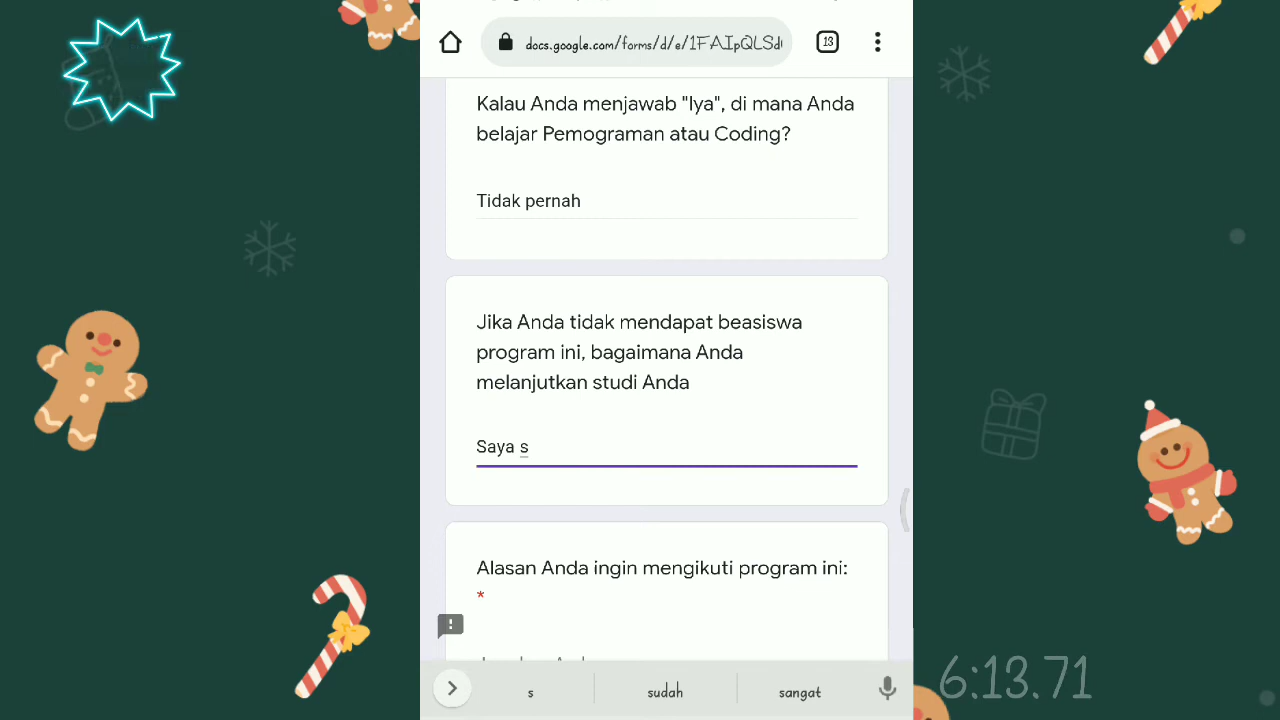 docs.google.com/forms/d/e/1FAIpQLSd
13
Kalau Anda menjawab "Iya", di mana Anda
belajar Pemograman atau Coding?
Tidak pernah
Jika Anda tidak mendapat beasiswa
program ini, bagaimana Anda
melanjutkan studi Anda
Saya s
Alasan Anda ingin mengikuti program ini:
*
s
sudah
sangat
6:13.71